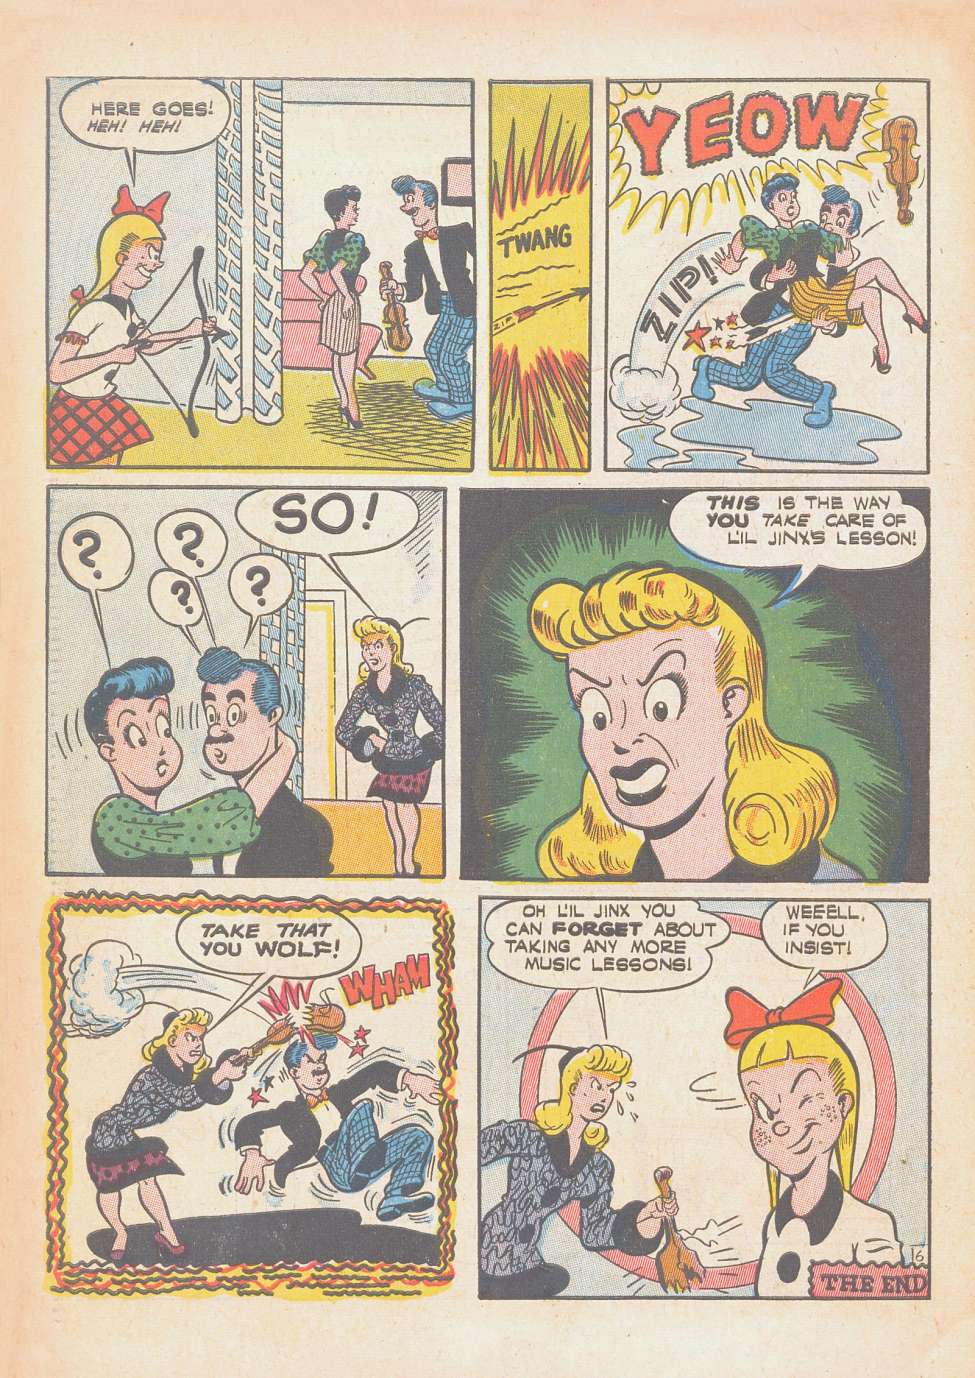 HERE GOES!
HEH! HEH!
TWANG
ZIP
YEOW
ZIP!
?
?
?
?
SO!
THIS IS THE WAY
YOU TAKE CARE OF
L'IL JINX'S LESSON!
TAKE THAT
YOU WOLF!
WHAM
OH L'IL JINX YOU
CAN FORGET ABOUT
TAKING ANY MORE
MUSIC LESSONS!
WEEELL,
IF YOU
INSIST!
6
THE END